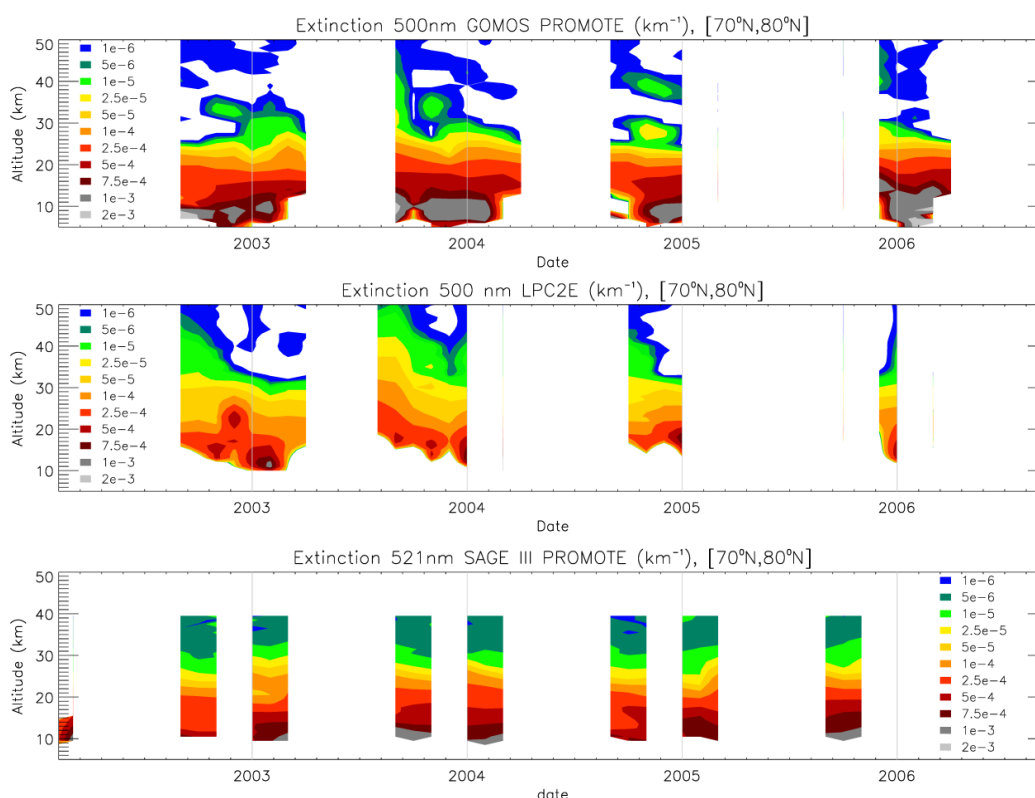 Extinction 500nm GOMOS PROMOTE (km⁻¹), [70°N,80°N]
50
40
30
20
10
Altitude (km)
1e-6
5e-6
1e-5
2.5e-5
5e-5
1e-4
2.5e-4
5e-4
7.5e-4
1e-3
2e-3
2003 2004 2005 2006
Date
Extinction 500 nm LPC2E (km⁻¹), [70°N,80°N]
50
40
30
20
10
Altitude (km)
1e-6
5e-6
1e-5
2.5e-5
5e-5
1e-4
2.5e-4
5e-4
7.5e-4
1e-3
2e-3
2003 2004 2005 2006
Date
Extinction 521nm SAGE III PROMOTE (km⁻¹), [70°N,80°N]
50
40
30
20
10
Altitude (km)
1e-6
5e-6
1e-5
2.5e-5
5e-5
1e-4
2.5e-4
5e-4
7.5e-4
1e-3
2e-3
2003 2004 2005 2006
date